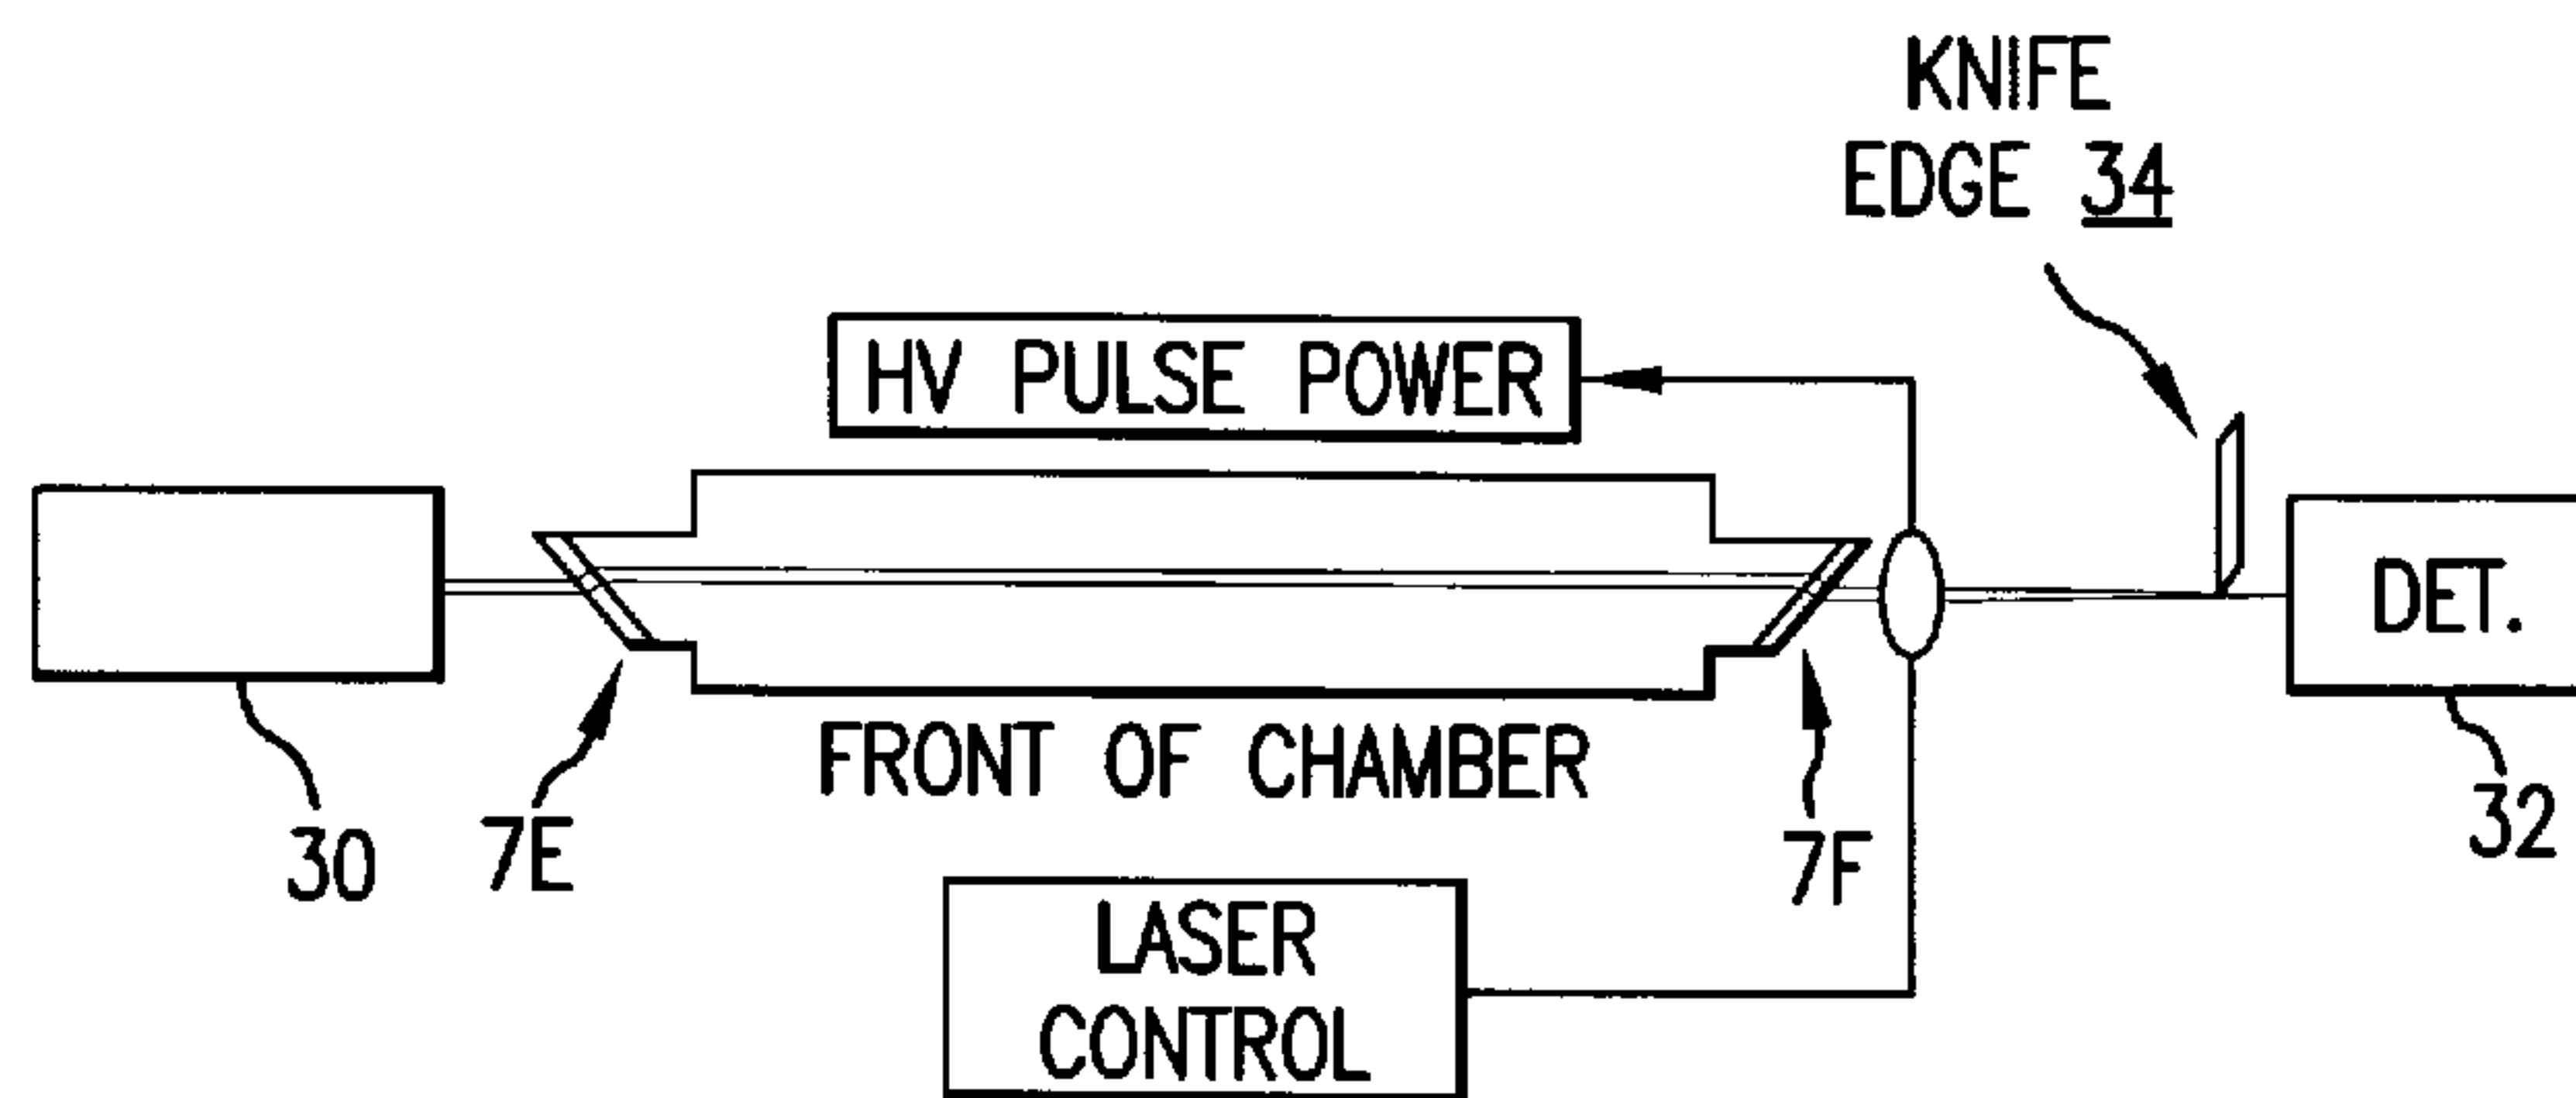 KNIFE
EDGE 34
HV PULSE POWER
DET.
FRONT OF CHAMBER
30
7E
7F
32
LASER
CONTROL